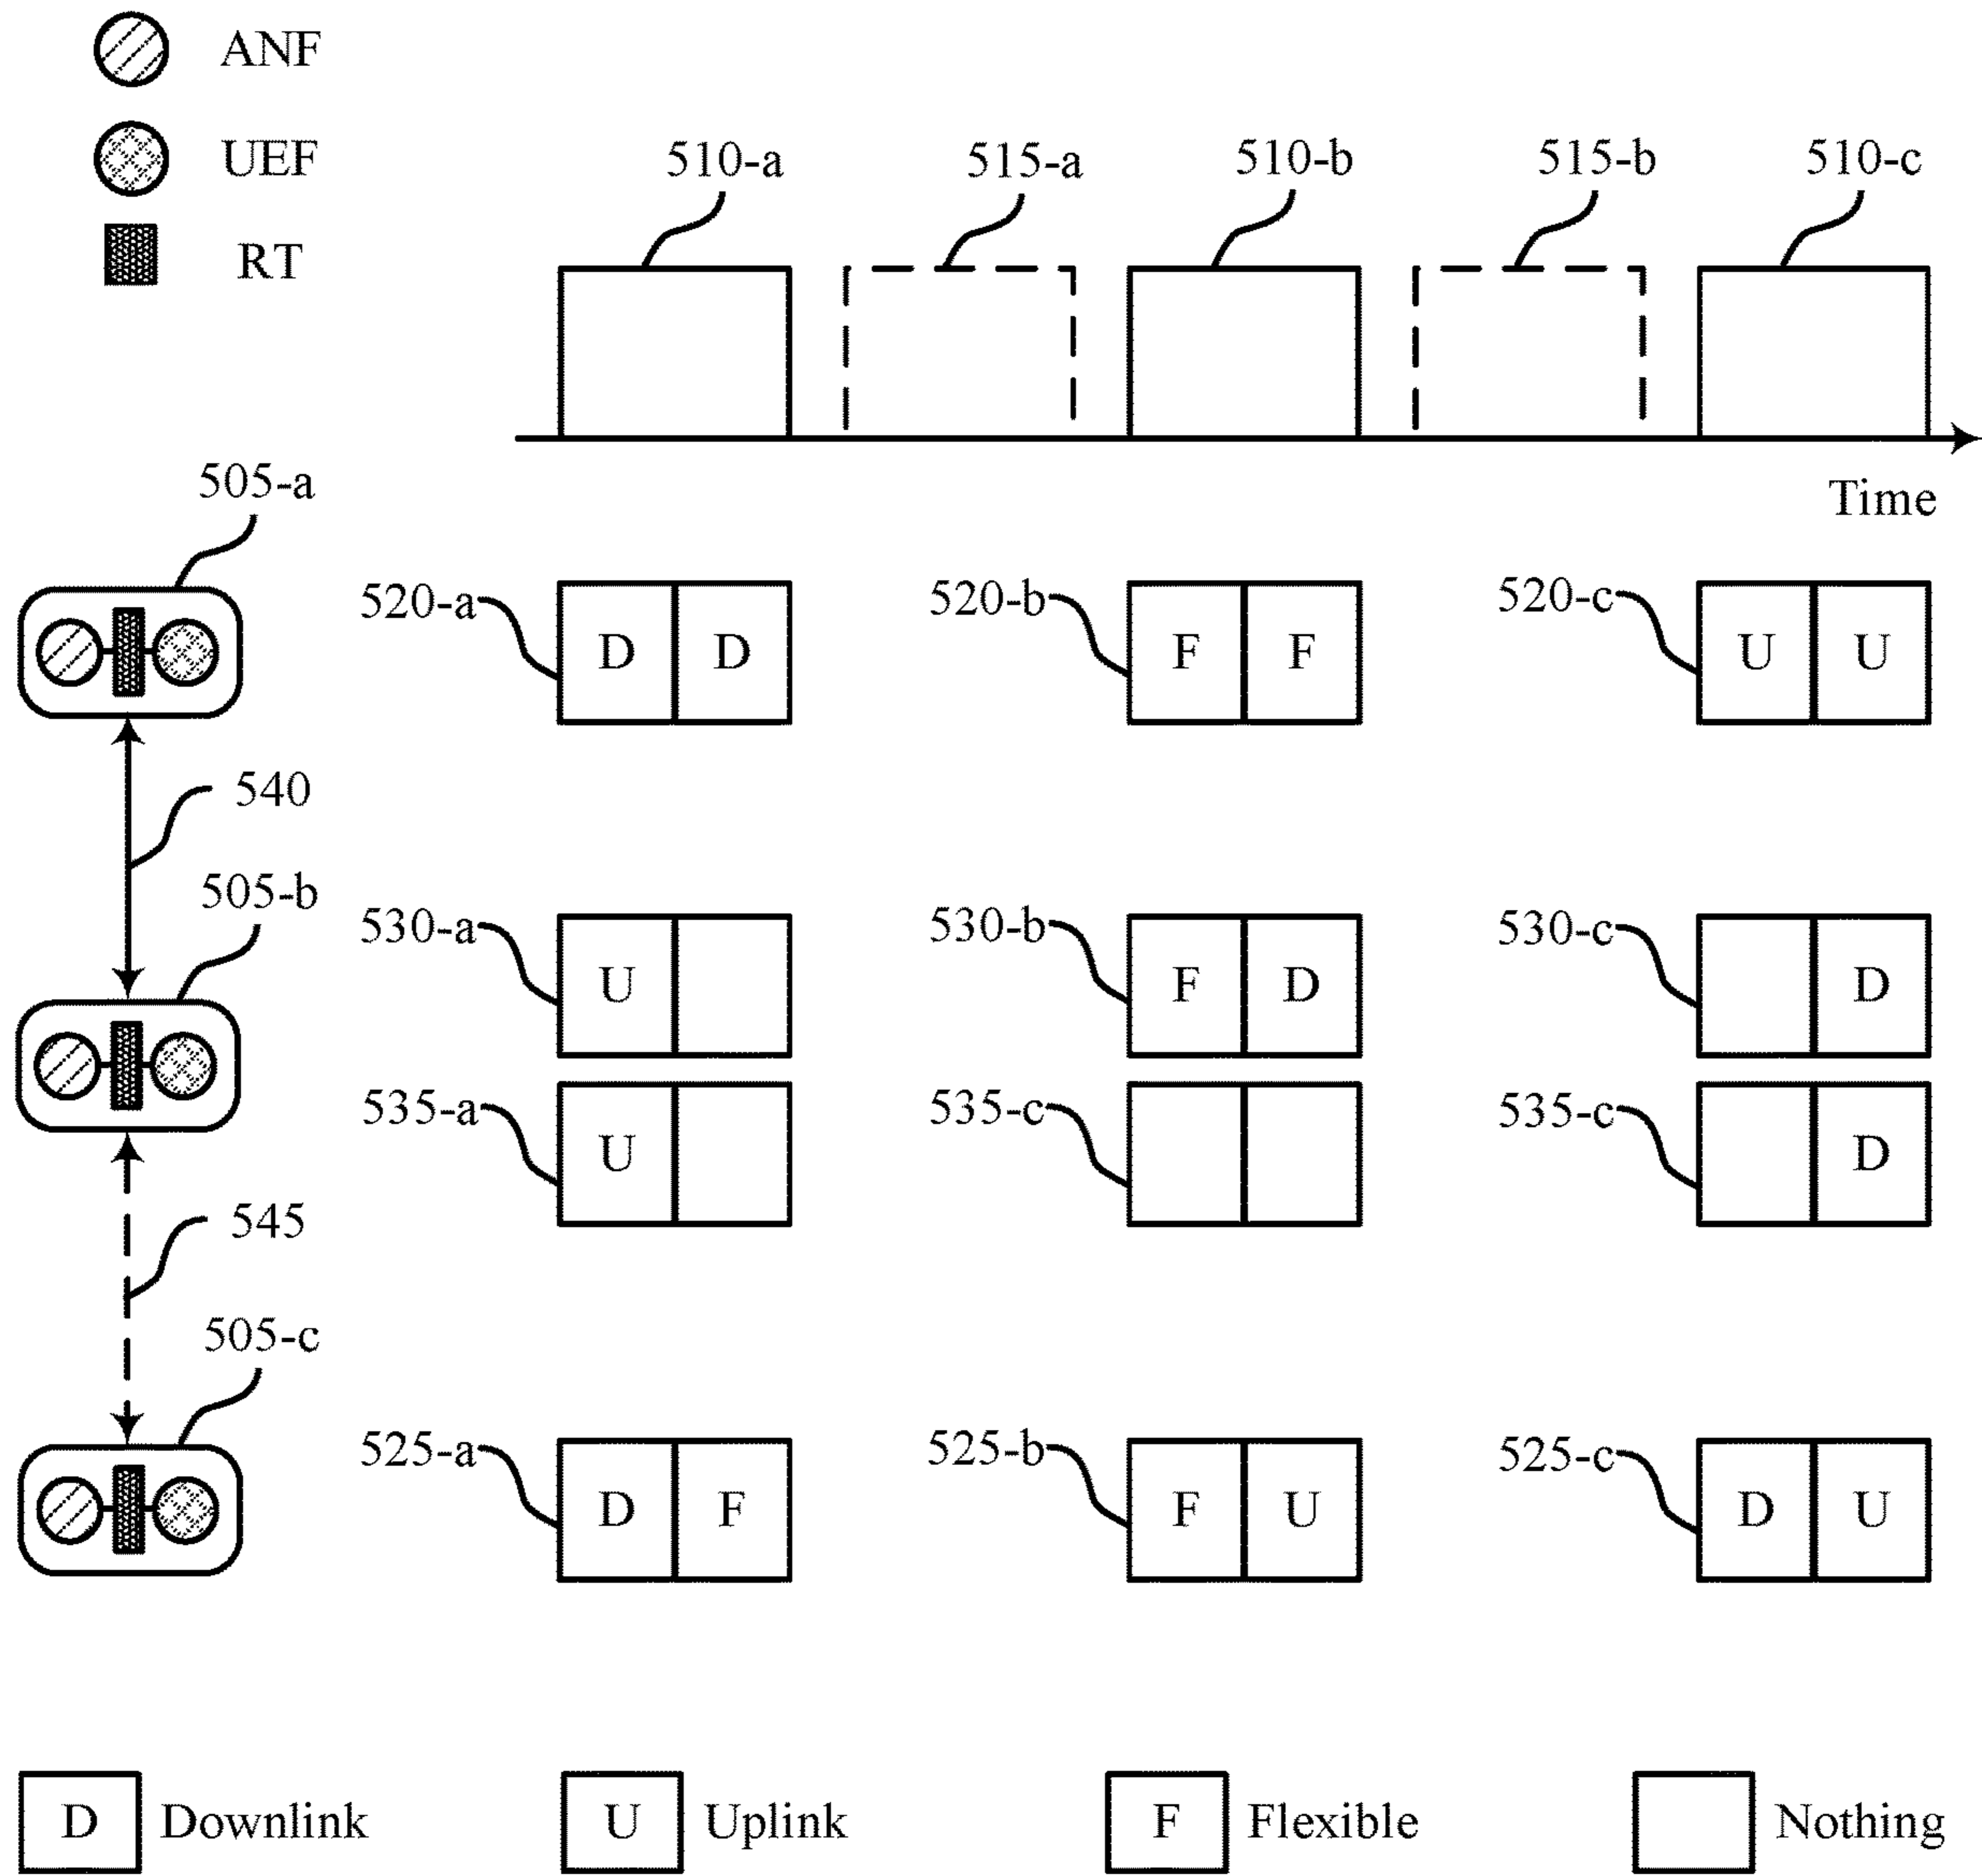 ANF
UEF
RT
510-a 515-a 510-b 515-b 510-c
Time
505-a
520-a D D 520-b F F 520-c U U
540
505-b
530-a U 530-b F D 530-c D
535-a U 535-c 535-c D
545
505-c
525-a D F 525-b F U 525-c D U
D Downlink U Uplink F Flexible Nothing